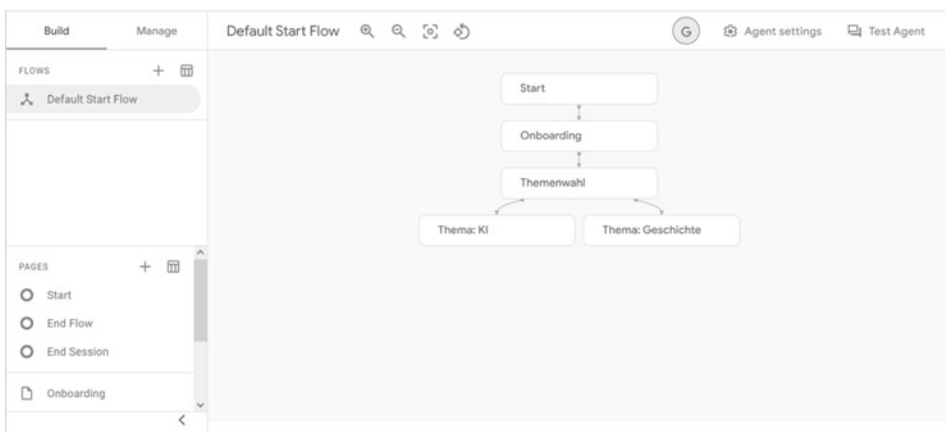 Build Manage Default Start Flow G Agent settings Test Agent
FLOWS
Default Start Flow
Start
Onboarding
Themenwahl
Thema: KI Thema: Geschichte
PAGES
Start
End Flow
End Session
Onboarding